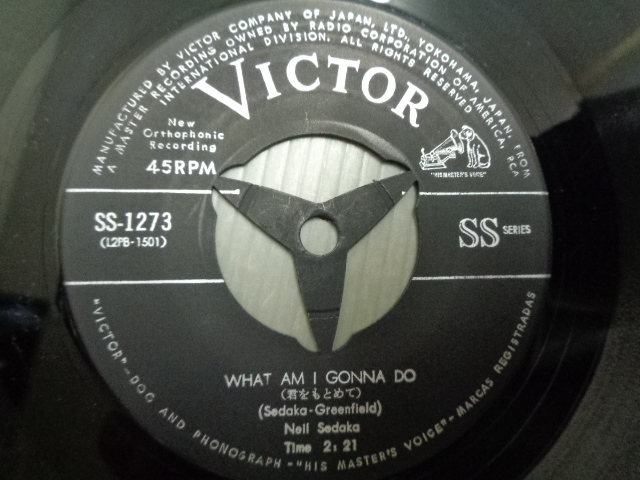 MANUFACTURED BY VICTOR COMPANY OF JAPAN, LTD., YOKOHAMA, JAPAN, FROM
A MASTER RECORDING OWNED BY RADIO CORPORATION OF AMERICA, RCA
INTERNATIONAL DIVISION. ALL RIGHTS RESERVED
VICTOR
New
Orthophonic
Recording
45RPM
"HIS MASTER'S VOICE"
SS-1273
(L2PB-1501)
SS SERIES
WHAT AM I GONNA DO
(君をもとめて)
(Sedaka-Greenfield)
Neil Sedaka
Time 2:21
"VICTOR"-DOG AND PHONOGRAPH-"HIS MASTER'S VOICE"-MARCAS REGISTRADAS